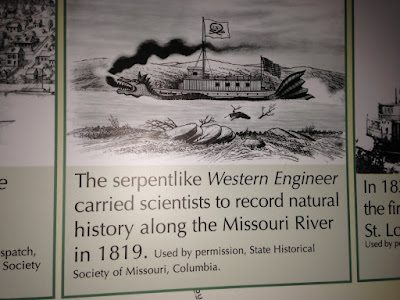 The serpentlike Western Engineer
carried scientists to record natural
history along the Missouri River
in 1819. Used by permission, State Historical
Society of Missouri, Columbia.
spatch,
Society
In 18
the fir
St. Lo
Used by p